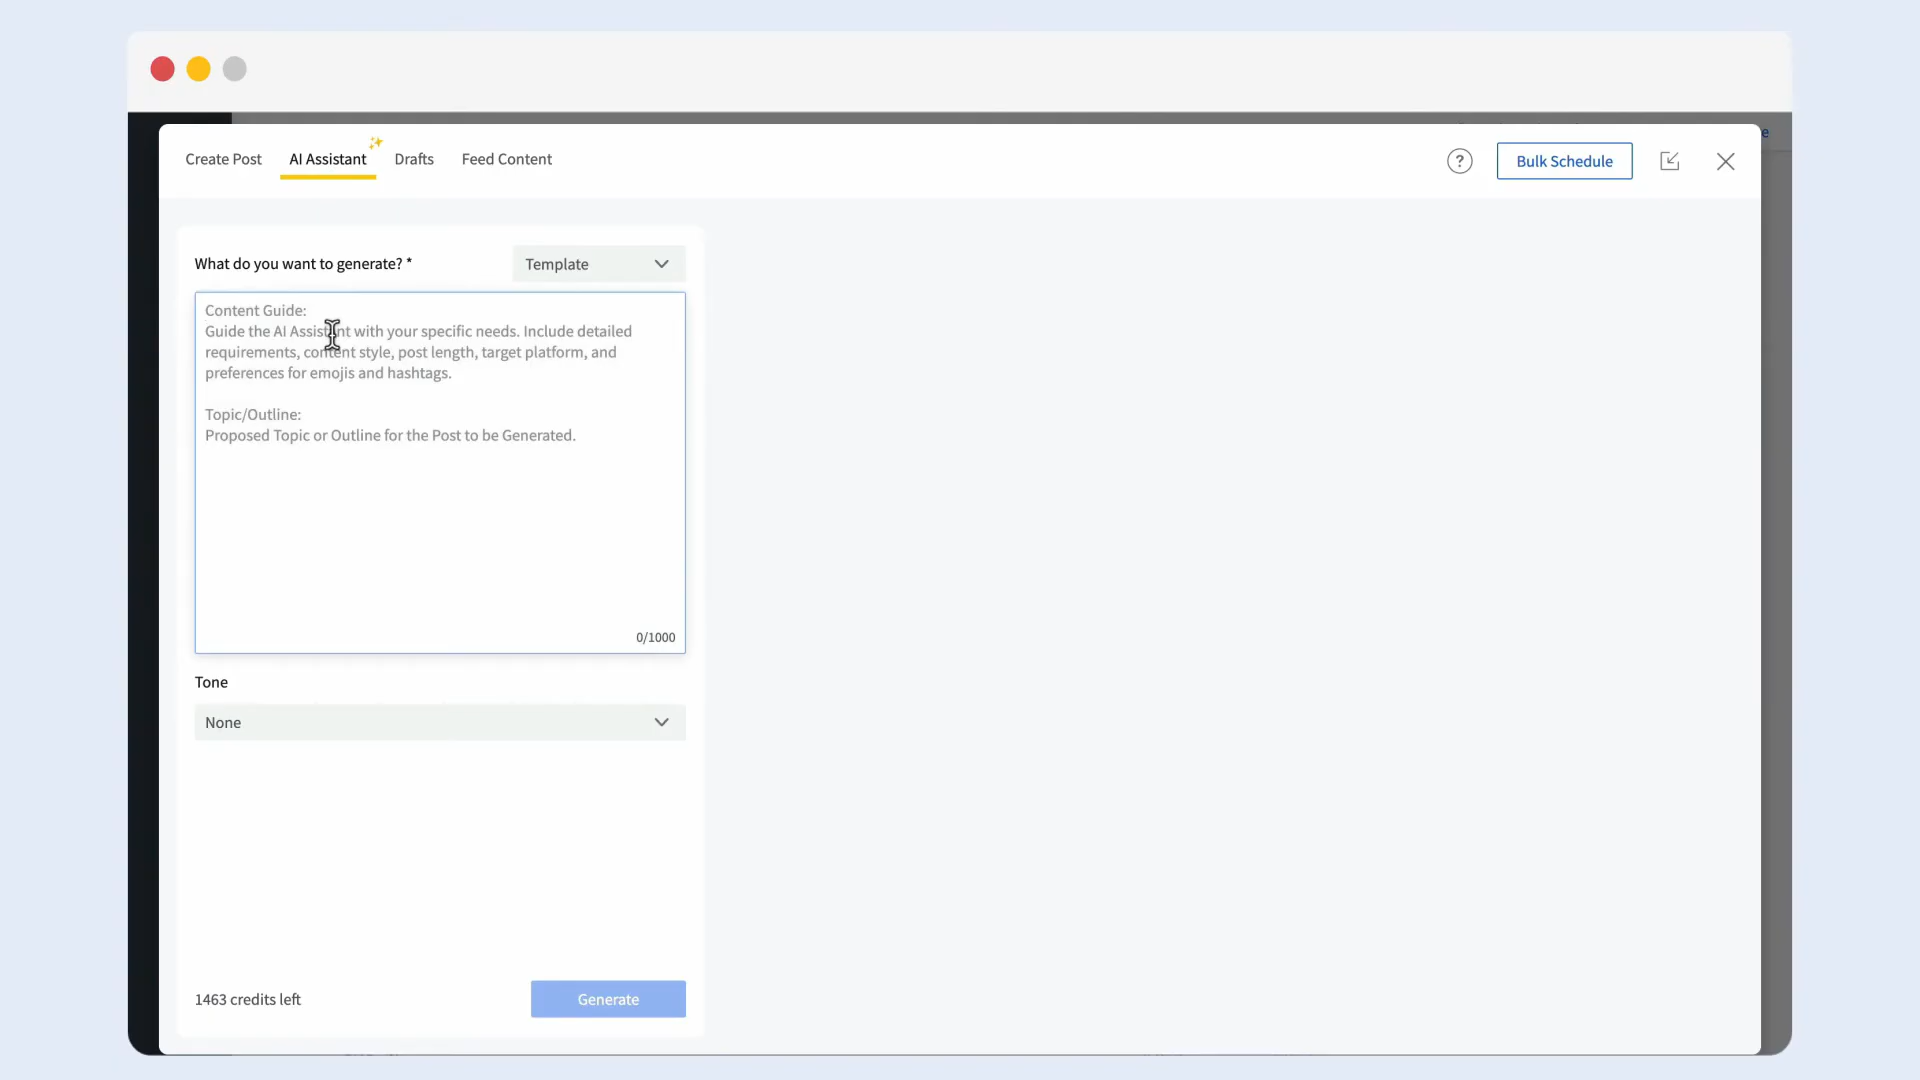 Create Post
AI Assistant
Drafts
Feed Content
?
Bulk Schedule
What do you want to generate? *
Template
Content Guide:
Guide the AI Assistant with your specific needs. Include detailed
requirements, content style, post length, target platform, and
preferences for emojis and hashtags.
Topic/Outline:
Proposed Topic or Outline for the Post to be Generated.
0/1000
Tone
None
1463 credits left
Generate